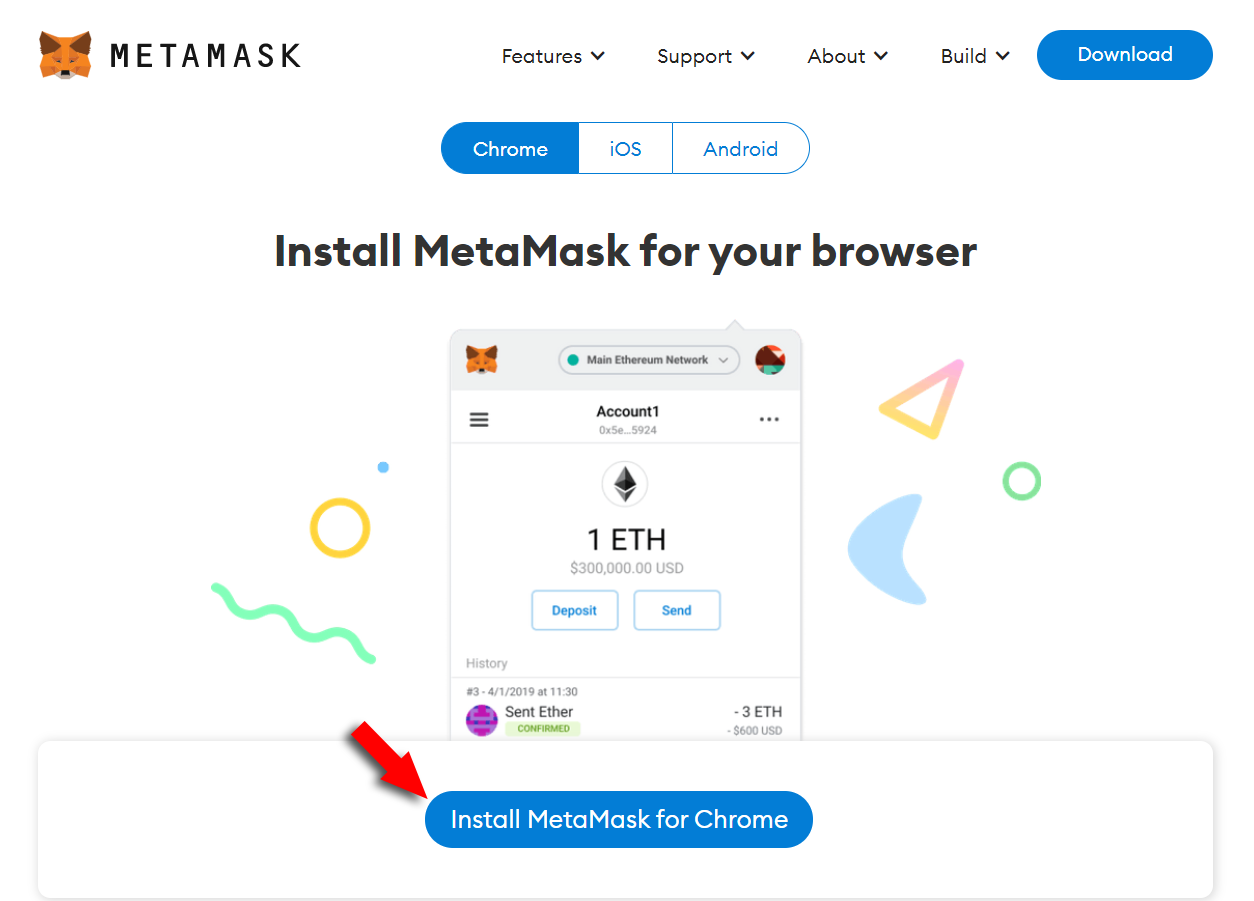 METAMASK
Features Support About Build Download
Chrome iOS Android
Install MetaMask for your browser
Main Ethereum Network
Account1
0x5e...5924
1 ETH
$300,000.00 USD
Deposit Send
History
#3 - 4/1/2019 at 11:30
Sent Ether - 3 ETH
CONFIRMED - $600 USD
Install MetaMask for Chrome